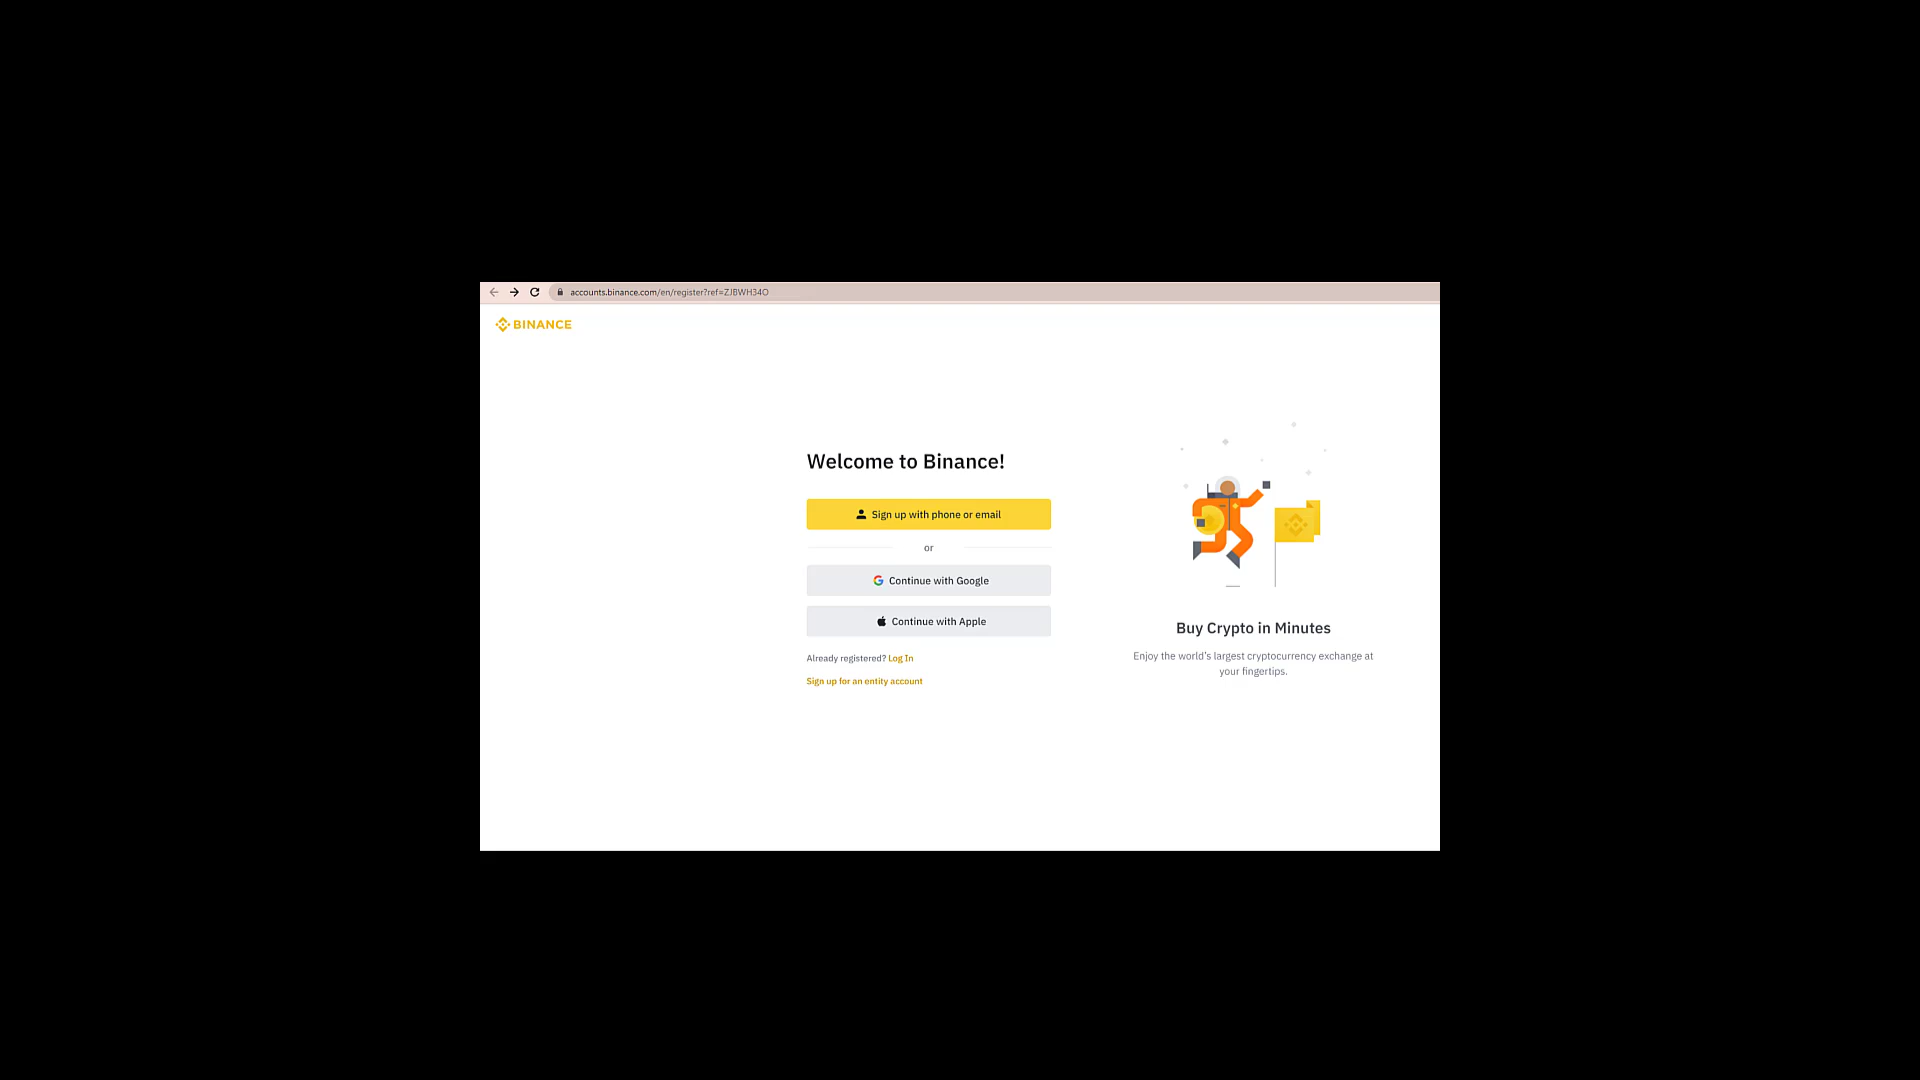 accounts.binance.com/en/register?ref=ZJBWH34O
BINANCE
Welcome to Binance!
Sign up with phone or email
or
Continue with Google
Continue with Apple
Already registered? Log In
Sign up for an entity account
Buy Crypto in Minutes
Enjoy the world's largest cryptocurrency exchange at
your fingertips.